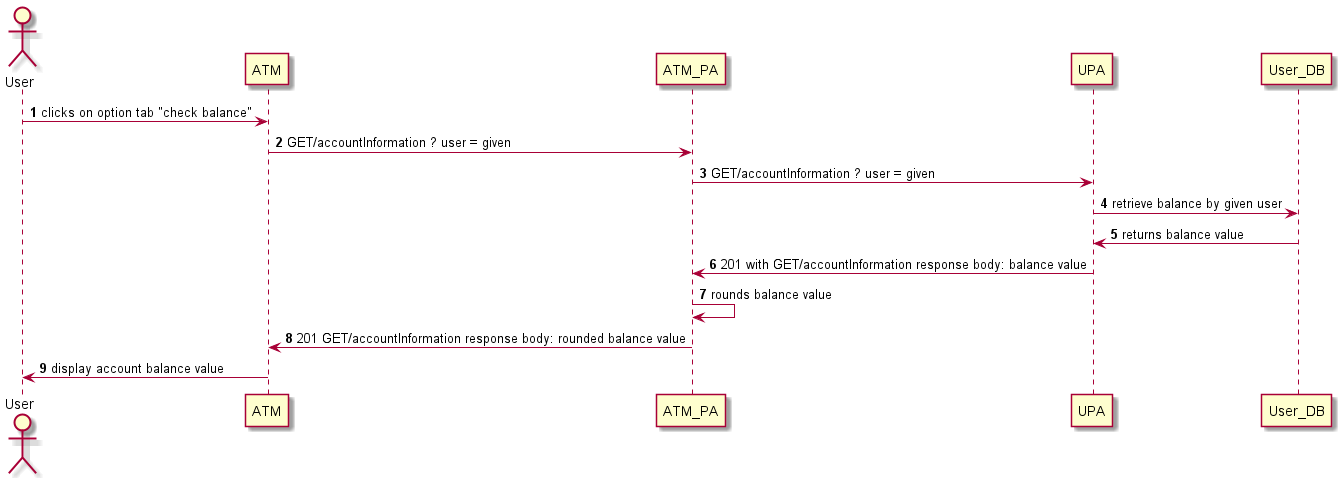 User
ATM
ATM_PA
UPA
User_DB
1 clicks on option tab "check balance"
2 GET/accountInformation ? user = given
3 GET/accountInformation ? user = given
4 retrieve balance by given user
5 returns balance value
6 201 with GET/accountInformation response body: balance value
7 rounds balance value
8 201 GET/accountInformation response body: rounded balance value
9 display account balance value
User
ATM
ATM_PA
UPA
User_DB